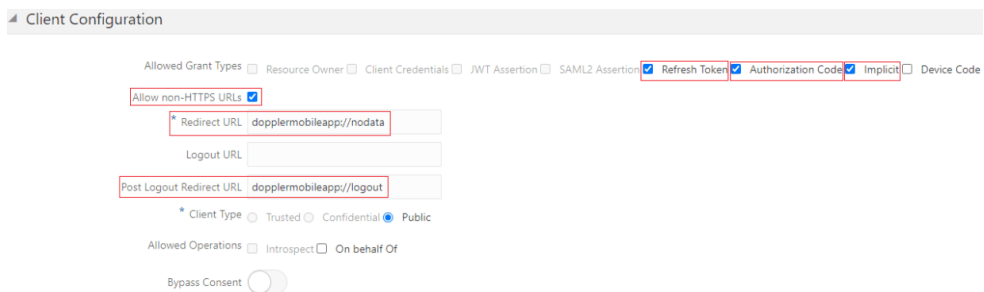 Client Configuration
Allowed Grant Types Resource Owner Client Credentials JWT Assertion SAML2 Assertion Refresh Token Authorization Code Implicit Device Code
Allow non-HTTPS URLs
* Redirect URL dopplermobileapp://nodata
Logout URL
Post Logout Redirect URL dopplermobileapp://logout
* Client Type Trusted Confidential Public
Allowed Operations Introspect On behalf Of
Bypass Consent